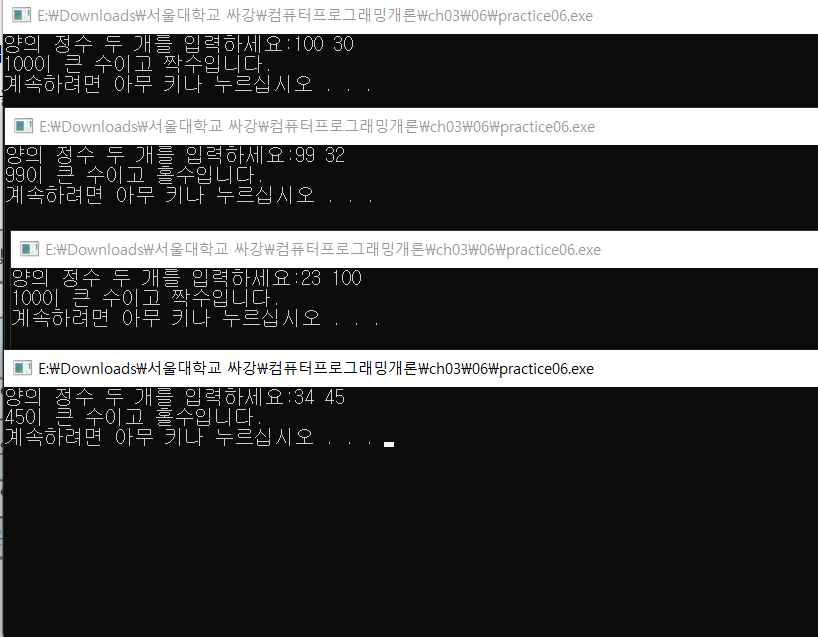 E:₩Downloads₩서울대학교 싸강₩컴퓨터프로그래밍개론₩ch03₩06₩practice06.exe
양의 정수 두 개를 입력하세요:100 30
100이 큰 수이고 짝수입니다.
계속하려면 아무 키나 누르십시오 . . .
E:₩Downloads₩서울대학교 싸강₩컴퓨터프로그래밍개론₩ch03₩06₩practice06.exe
양의 정수 두 개를 입력하세요:99 32
99이 큰 수이고 홀수입니다.
계속하려면 아무 키나 누르십시오 . . .
E:₩Downloads₩서울대학교 싸강₩컴퓨터프로그래밍개론₩ch03₩06₩practice06.exe
양의 정수 두 개를 입력하세요:23 100
100이 큰 수이고 짝수입니다.
계속하려면 아무 키나 누르십시오 . . .
E:₩Downloads₩서울대학교 싸강₩컴퓨터프로그래밍개론₩ch03₩06₩practice06.exe
양의 정수 두 개를 입력하세요:34 45
45이 큰 수이고 홀수입니다.
계속하려면 아무 키나 누르십시오 . . .